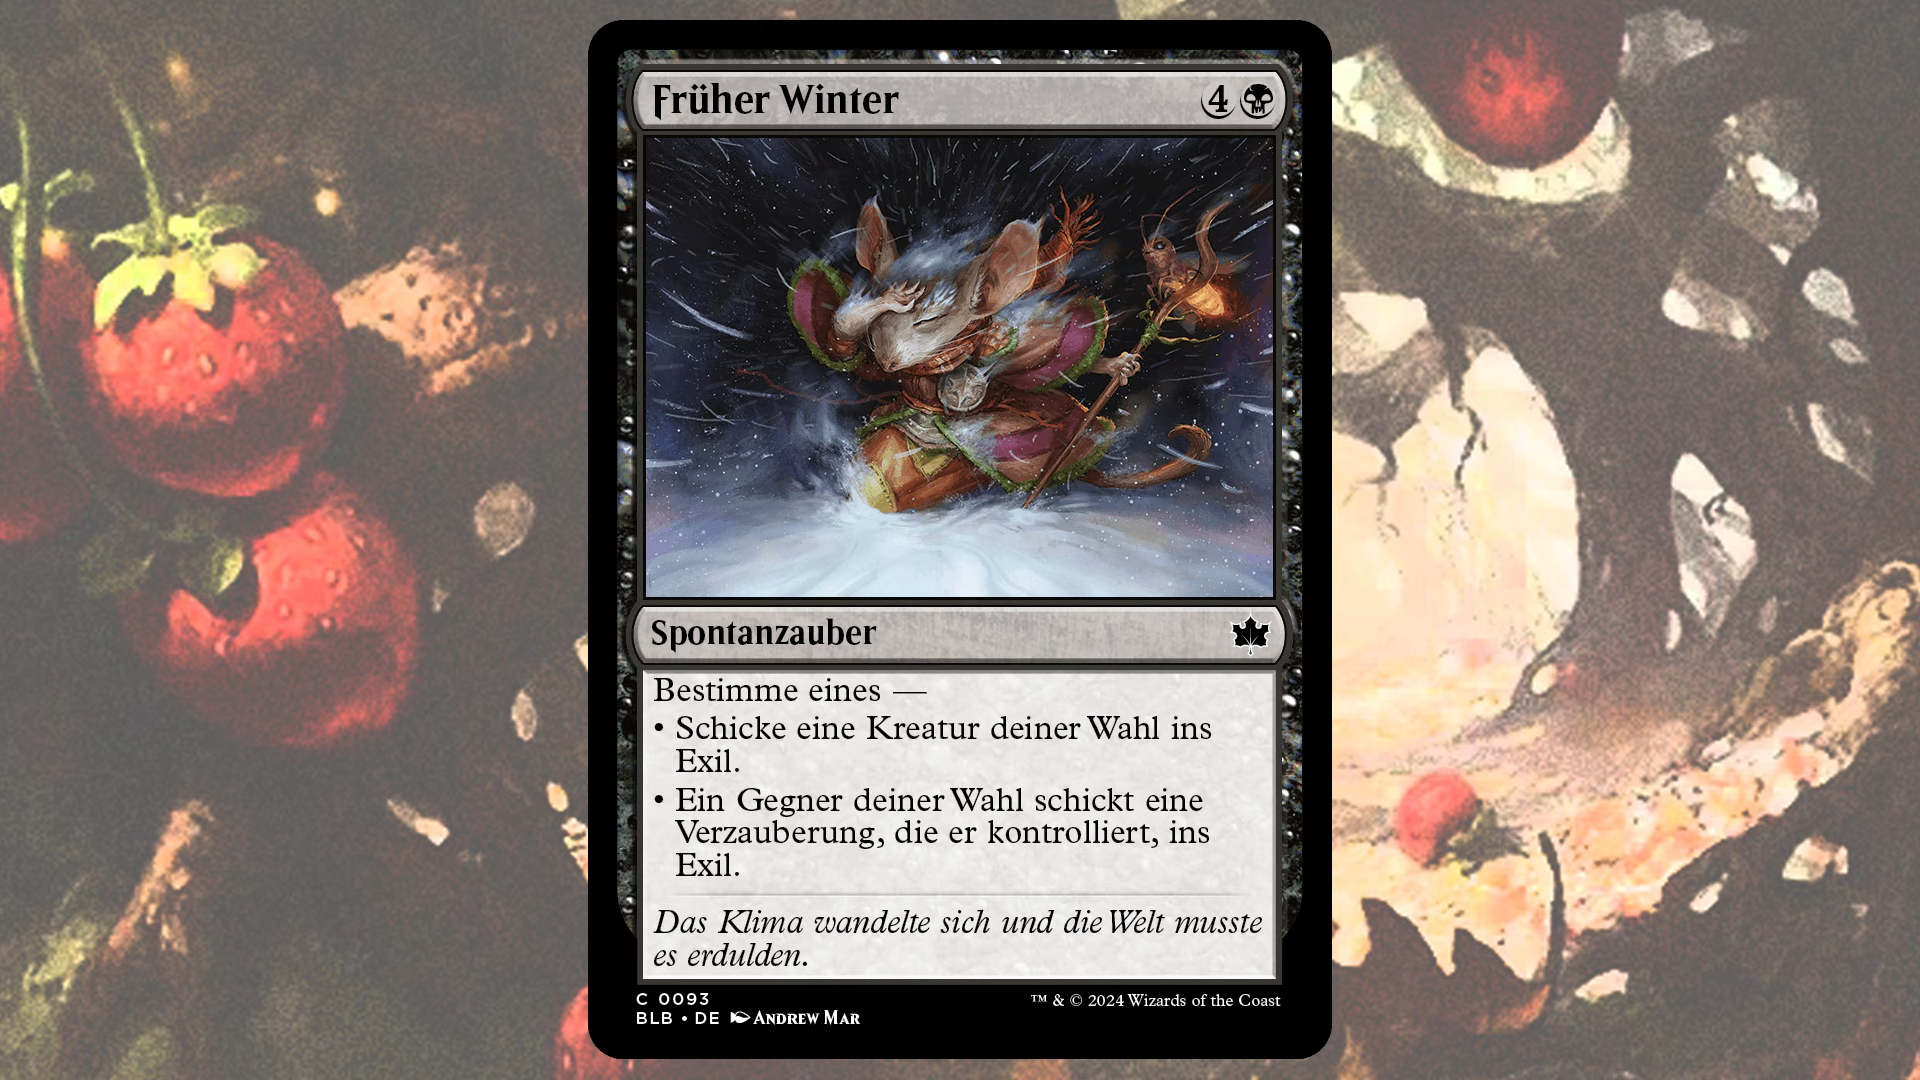 Früher Winter
4
Spontanzauber
Bestimme eines —
• Schicke eine Kreatur deiner Wahl ins
Exil.
• Ein Gegner deiner Wahl schickt eine
Verzauberung, die er kontrolliert, ins
Exil.
Das Klima wandelte sich und die Welt musste
es erdulden.
C 0093
BLB • DE Andrew Mar
™ & © 2024 Wizards of the Coast